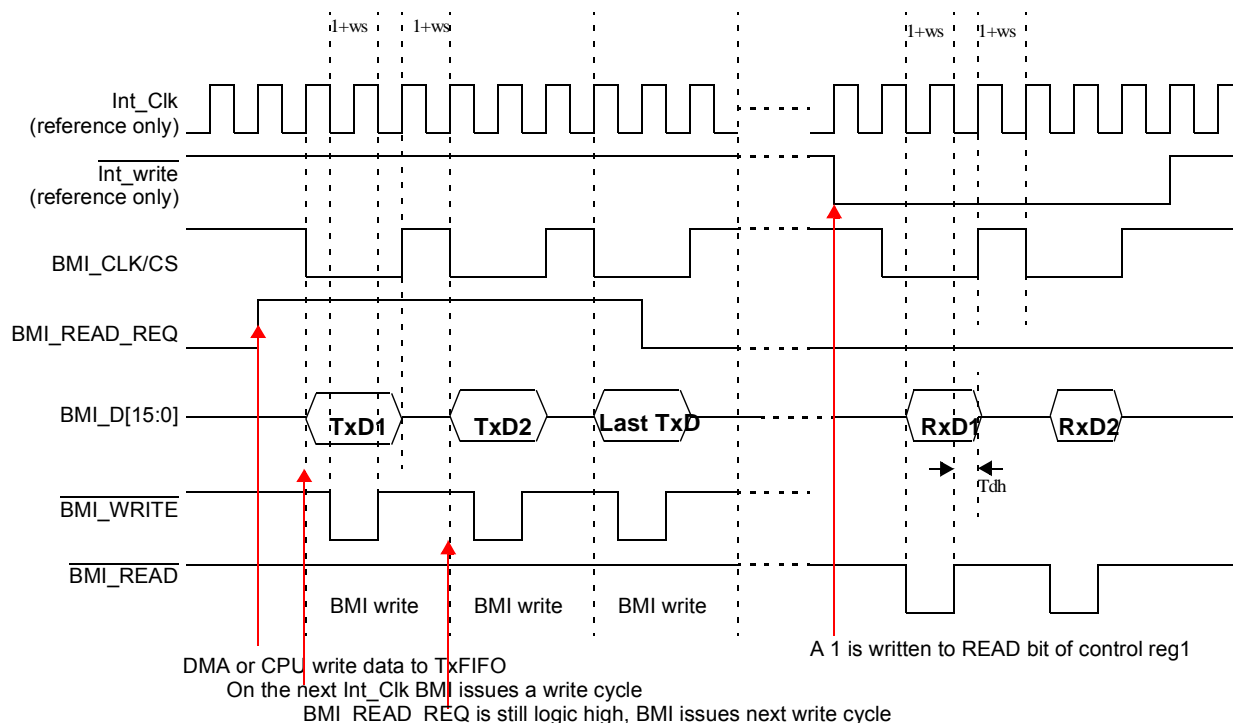 1+ws 1+ws 1+ws 1+ws
Int_Clk
(reference only)
Int_write
(reference only)
BMI_CLK/CS
BMI_READ_REQ
BMI_D[15:0] TxD1 TxD2 Last TxD RxD1 RxD2
Tdh
BMI_WRITE
BMI_READ
BMI write BMI write BMI write
A 1 is written to READ bit of control reg1
DMA or CPU write data to TxFIFO
On the next Int_Clk BMI issues a write cycle
BMI_READ_REQ is still logic high, BMI issues next write cycle